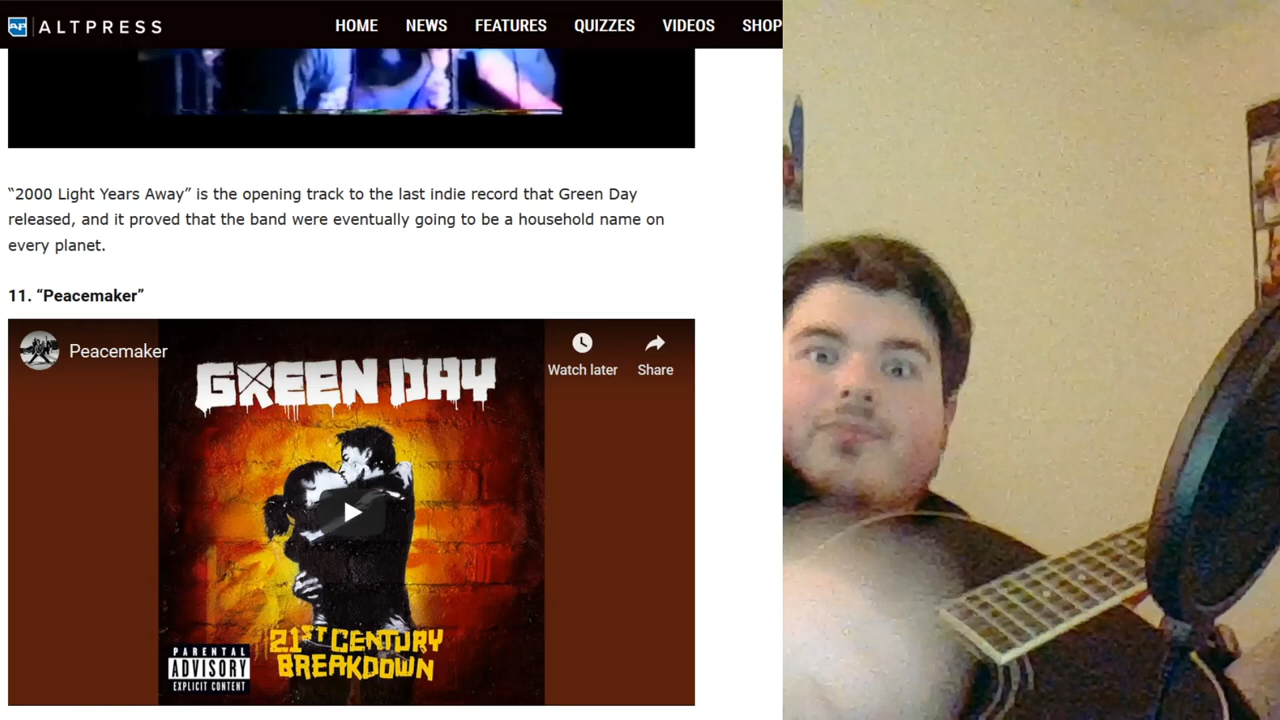 AP ALTPRESS HOME NEWS FEATURES QUIZZES VIDEOS SHOP
“2000 Light Years Away” is the opening track to the last indie record that Green Day
released, and it proved that the band were eventually going to be a household name on
every planet.
11. “Peacemaker”
Peacemaker
Watch later
Share
GREEN DAY
21ST CENTURY
BREAKDOWN
PARENTAL
ADVISORY
EXPLICIT CONTENT